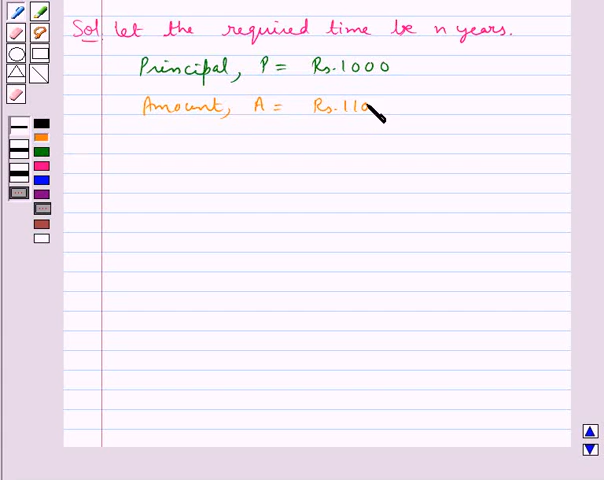 Sol. let the required time be n years.
Principal, P = Rs.1000
Amount, A = Rs.110